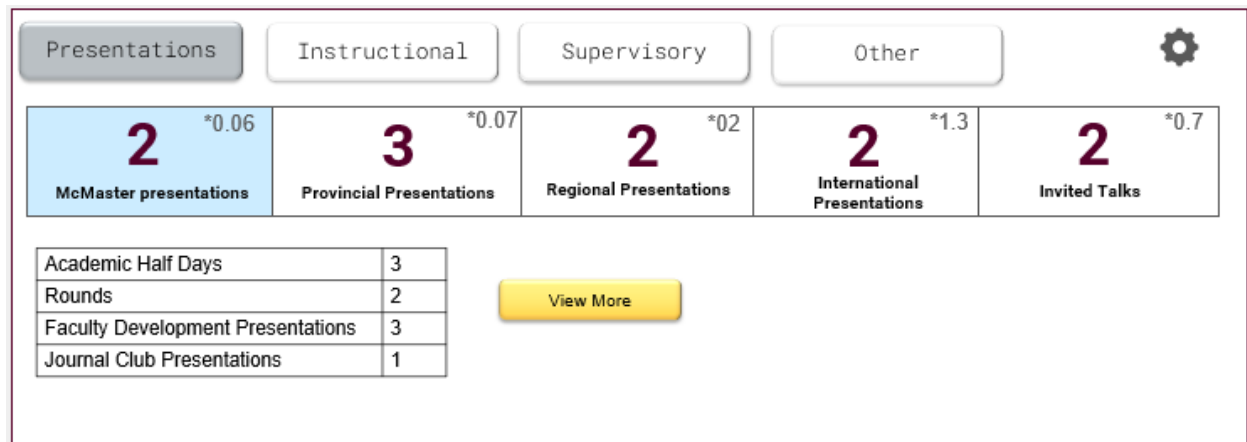 Presentations Instructional Supervisory Other
2 *0.06 3 *0.07 2 *02 2 *1.3 2 *0.7
McMaster presentations Provincial Presentations Regional Presentations International Presentations Invited Talks
Academic Half Days 3
Rounds 2
Faculty Development Presentations 3
Journal Club Presentations 1
View More